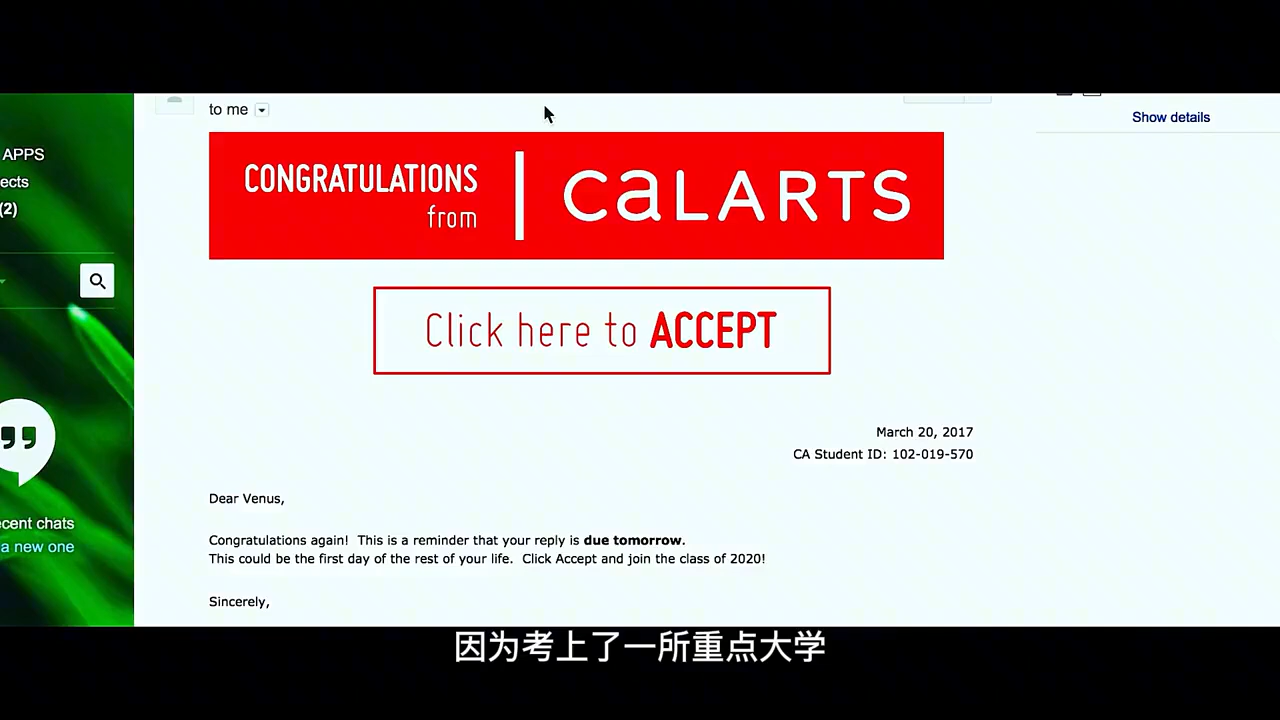 to me
Show details
APPS
ects
(2)
CONGRATULATIONS
from
CALARTS
Click here to ACCEPT
March 20, 2017
CA Student ID: 102-019-570
Dear Venus,
Congratulations again! This is a reminder that your reply is due tomorrow.
This could be the first day of the rest of your life. Click Accept and join the class of 2020!
Sincerely,
ecent chats
a new one
因为考上了一所重点大学